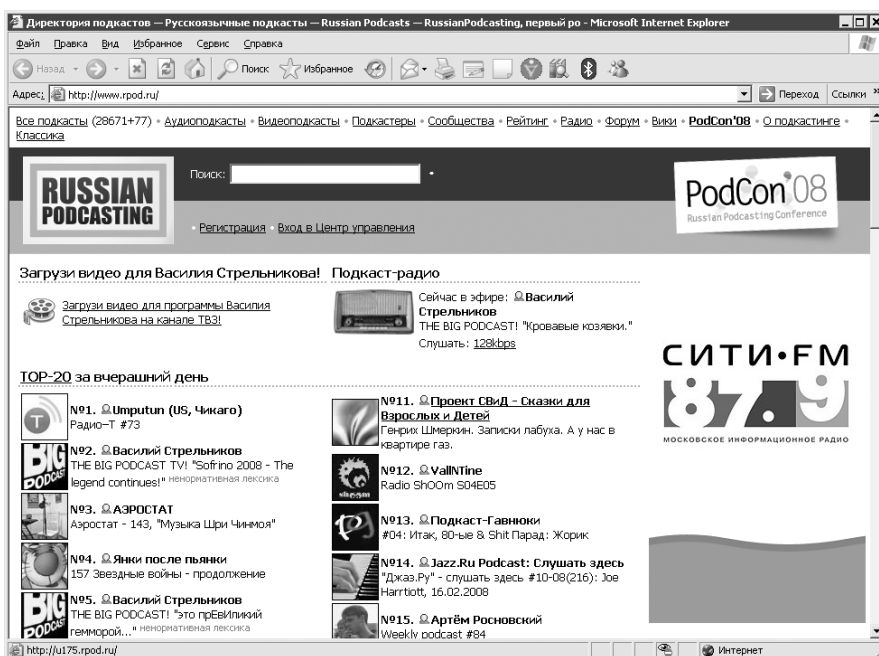 Директория подкастов — Русскоязычные подкасты — Russian Podcasts — RussianPodcasting, первый ро - Microsoft Internet Explorer
Файл Правка Вид Избранное Сервис Справка
Назад Поиск Избранное
Адрес: http://www.rpod.ru/ Переход Ссылки »
Все подкасты (28671+77) • Аудиоподкасты • Видеоподкасты • Подкастеры • Сообщества • Рейтинг • Радио • Форум • Вики • PodCon'08 • О подкастинге •
Классика
RUSSIAN
PODCASTING
Поиск:
• Регистрация • Вход в Центр управления
PodCon'08
Russian Podcasting Conference
Загрузи видео для Василия Стрельникова!
Загрузи видео для программы Василия
Стрельникова на канале ТВ3!
Подкаст-радио
Сейчас в эфире: Василий
Стрельников
THE BIG PODCAST! "Кровавые козявки."
Слушать: 128kbps
TOP-20 за вчерашний день
№1. Umputun (US, Чикаго)
Радио-Т #73
№2. Василий Стрельников
THE BIG PODCAST TV! "Sofrino 2008 - The
legend continues!" ненормативная лексика
№3. АЭРОСТАТ
Аэростат - 143, "Музыка Шри Чинмоя"
№4. Янки после пьянки
157 Звездные войны - продолжение
№5. Василий Стрельников
THE BIG PODCAST! "это прЕвИликий
гемморой..." ненормативная лексика
BIG
PODCAST
BIG
PODCAST
№11. Проект СВиД - Сказки для
Взрослых и Детей
Генрих Шмеркин. Записки лабуха. А у нас в
квартире газ.
№12. VallNTine
Radio ShOOm S04E05
shoom
№13. Подкаст-Гавнюки
#04: Итак, 80-ые & Shit Парад: Жорик
№14. Jazz.Ru Podcast: Слушать здесь
"Джаз.Ру" - слушать здесь #10-08(216): Joe
Harrtiott, 16.02.2008
№15. Артём Росновский
Weekly podcast #84
СИТИ•FM
87.9
МОСКОВСКОЕ ИНФОРМАЦИОННОЕ РАДИО
http://u175.rpod.ru/ Интернет